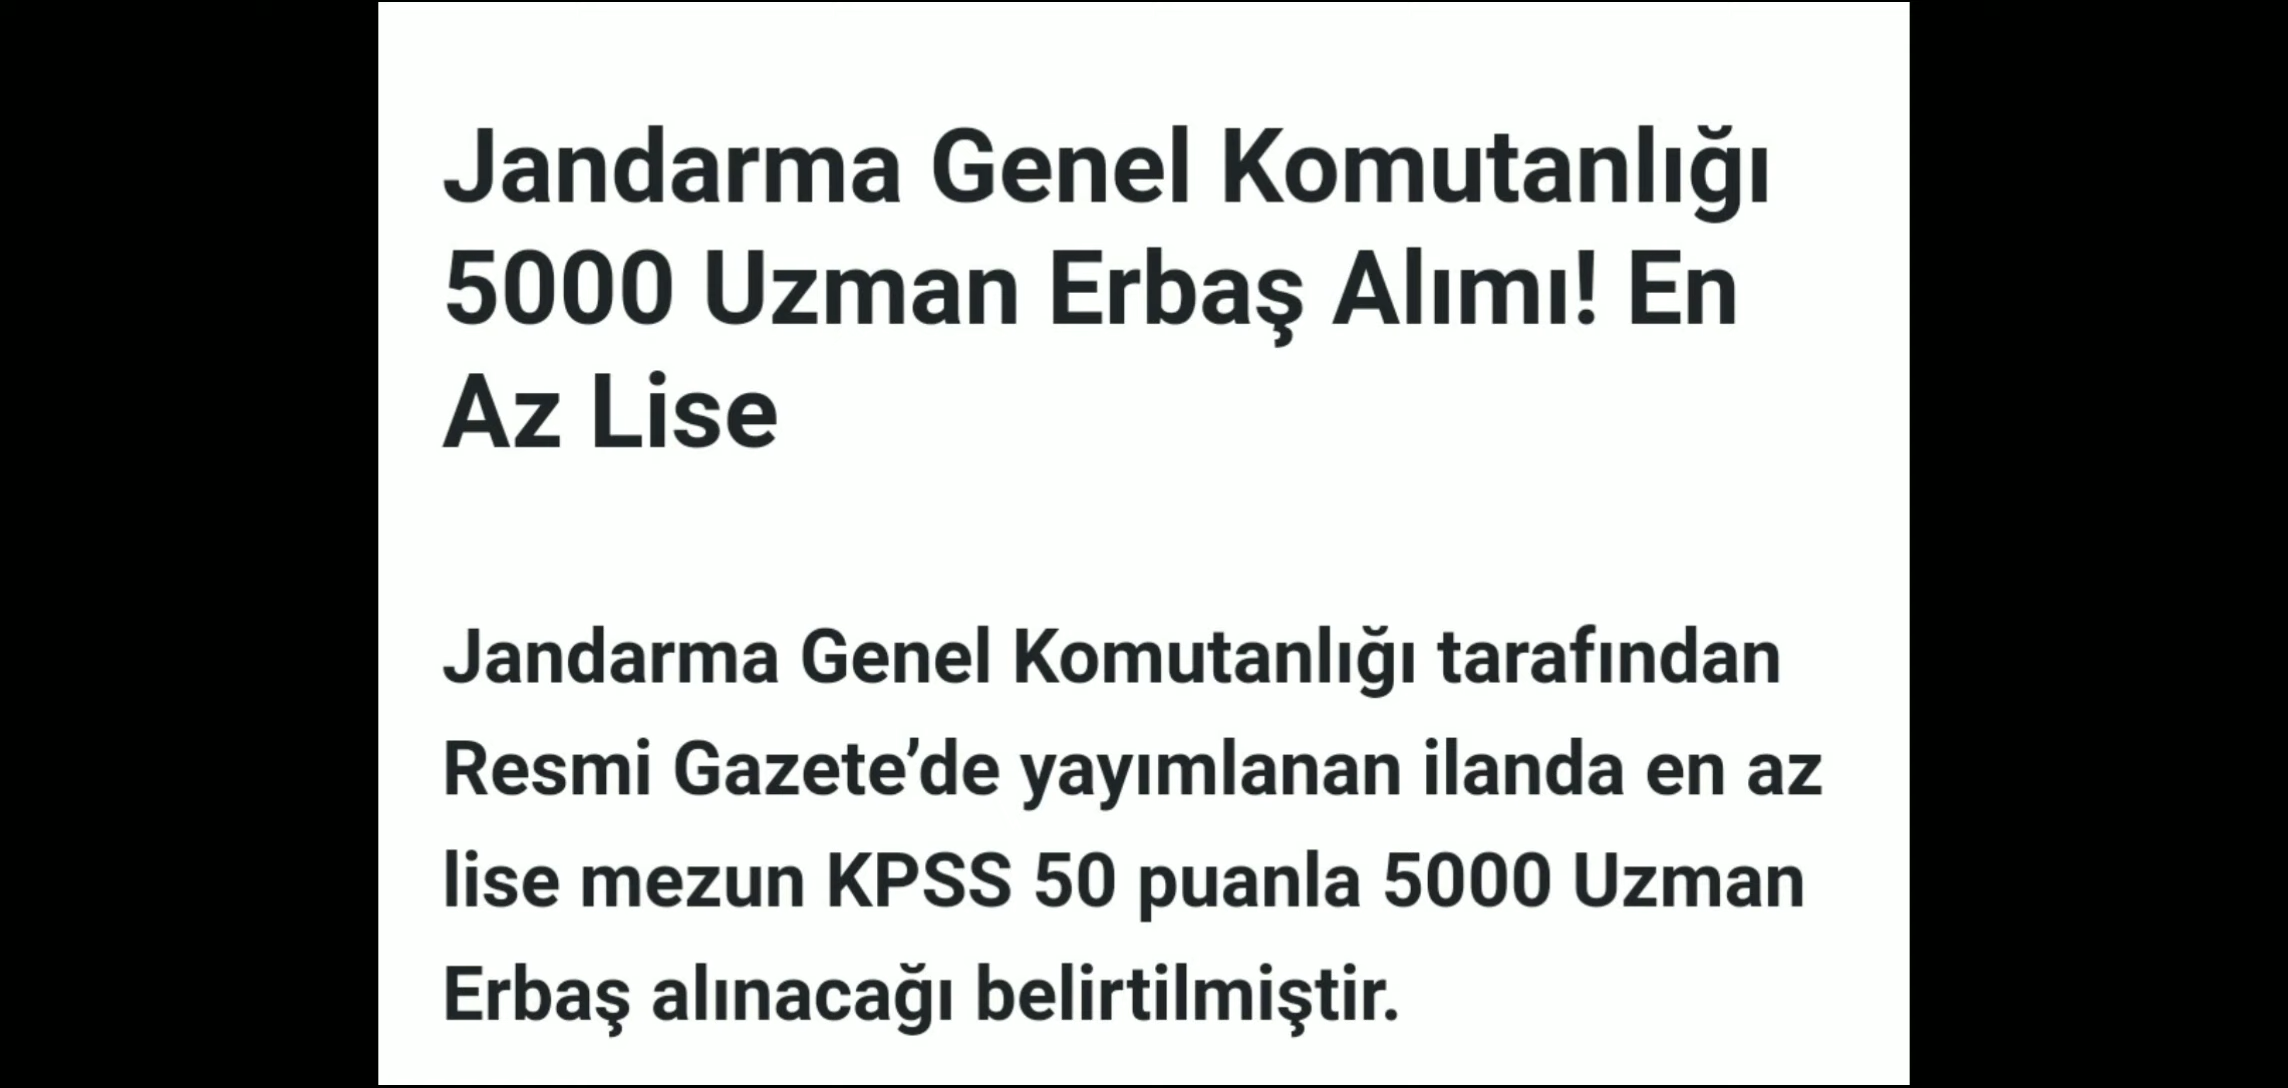 Jandarma Genel Komutanlığı
5000 Uzman Erbaş Alımı! En
Az Lise
Jandarma Genel Komutanlığı tarafından
Resmi Gazete’de yayımlanan ilanda en az
lise mezun KPSS 50 puanla 5000 Uzman
Erbaş alınacağı belirtilmiştir.